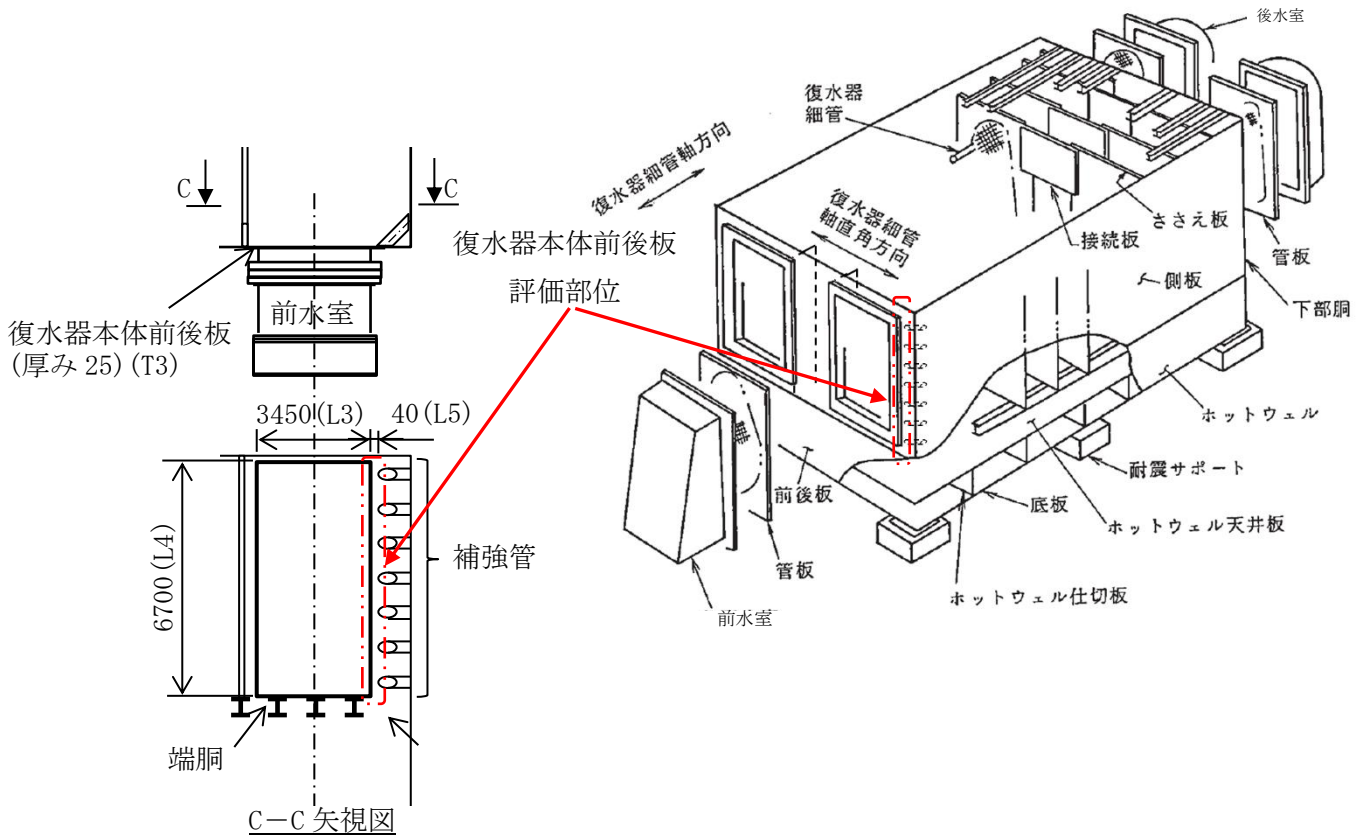 C
C
復水器本体前後板
(厚み 25) (T3)
前水室
3450(L3)
40(L5)
6700(L4)
補強管
端胴
C－C 矢視図
復水器本体前後板
評価部位
後水室
復水器
細管
復水器細管軸方向
復水器細管
軸直角方向
接続板
ささえ板
管板
側板
下部胴
ホットウェル
耐震サポート
前後板
底板
ホットウェル天井板
管板
ホットウェル仕切板
前水室